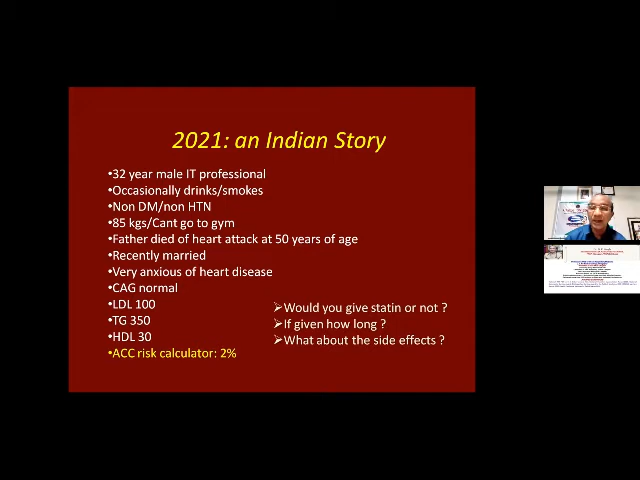 2021: an Indian Story
•32 year male IT professional
•Occasionally drinks/smokes
•Non DM/non HTN
•85 kgs/Cant go to gym
•Father died of heart attack at 50 years of age
•Recently married
•Very anxious of heart disease
•CAG normal
•LDL 100
•TG 350
•HDL 30
•ACC risk calculator: 2%
➢Would you give statin or not ?
➢If given how long ?
➢What about the side effects ?